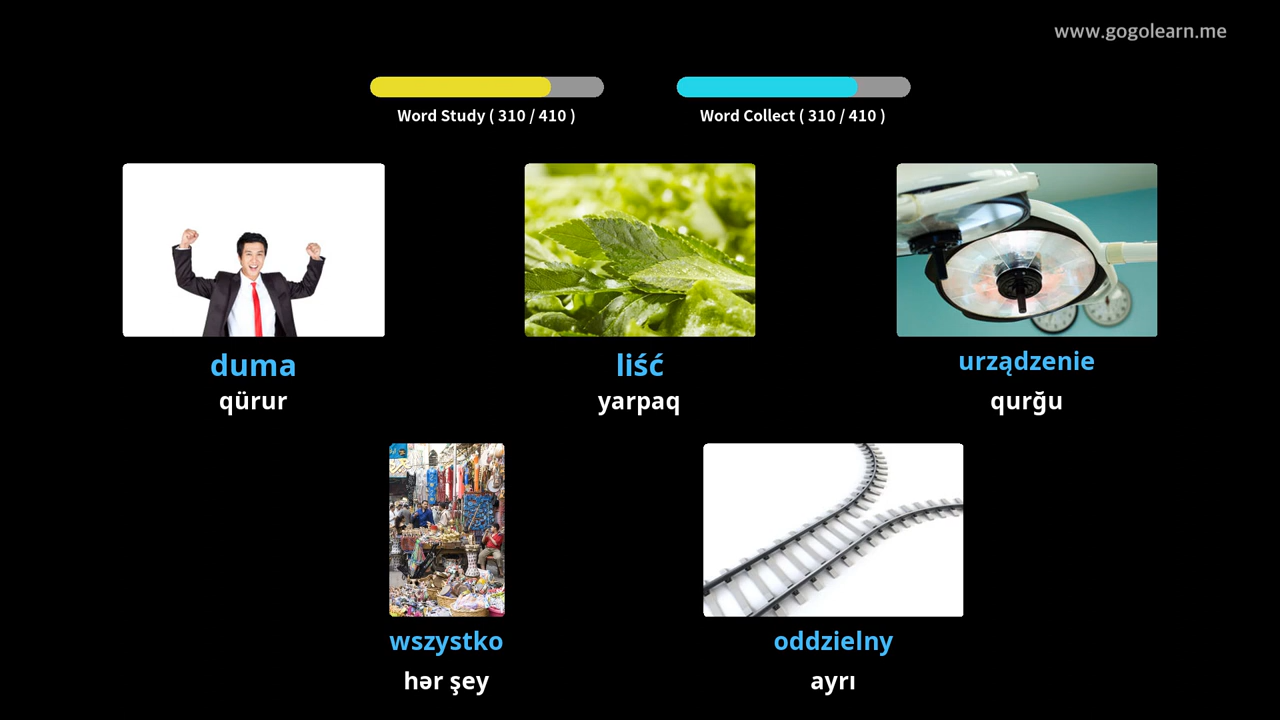 www.gogolearn.me
Word Study ( 310 / 410 )
Word Collect ( 310 / 410 )
duma
qürur
liść
yarpaq
urządzenie
qurğu
wszystko
hər şey
oddzielny
ayrı